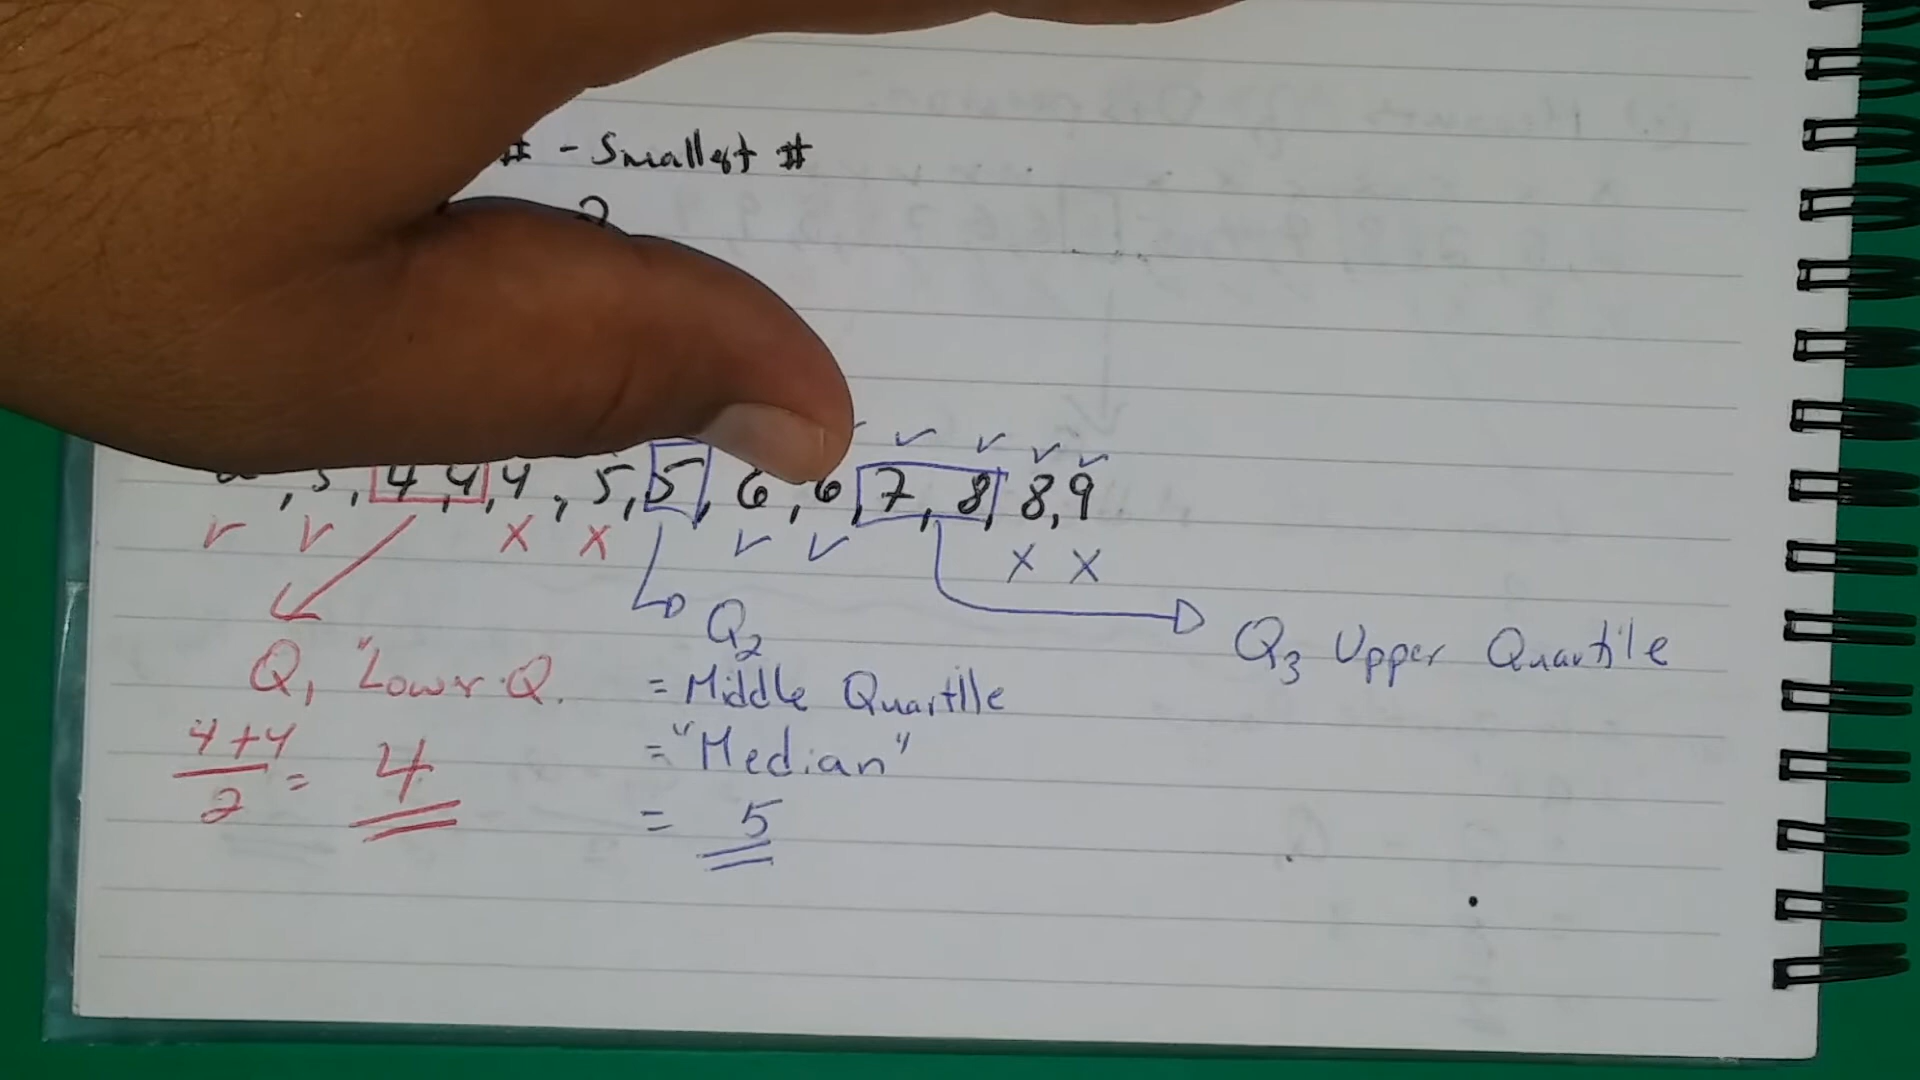 # - Smallest #
, 3, 4, 4, 4, 5, 5, 6, 6, 7, 8, 8, 9
✓ ✓ x x ✓ ✓ x x
Q2
Q1 "Lower Q.
= Middle Quartile
Q3 Upper Quartile
4+4
2
= 4
= "Median"
= 5